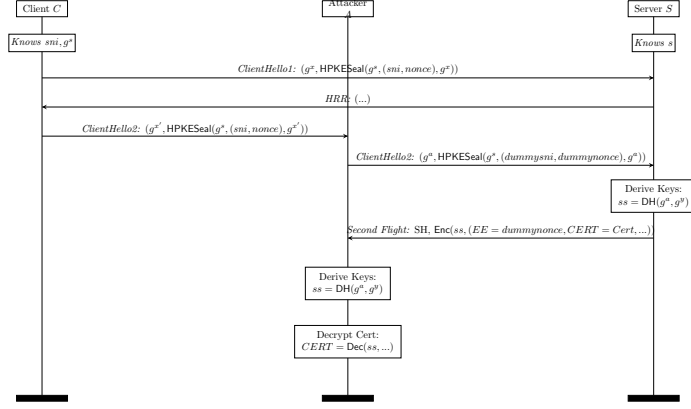 Client C
Attacker
A
Server S
Knows sni, g^s
Knows s
ClientHello1: (g^x, HPKESeal(g^s, (sni, nonce), g^x))
HRR: (...)
ClientHello2: (g^x', HPKESeal(g^s, (sni, nonce), g^x'))
ClientHello2: (g^a, HPKESeal(g^s, (dummysni, dummynonce), g^a))
Derive Keys:
ss = DH(g^a, g^y)
Second Flight: SH, Enc(ss, (EE = dummynonce, CERT = Cert, ...))
Derive Keys:
ss = DH(g^a, g^y)
Decrypt Cert:
CERT = Dec(ss, ...)